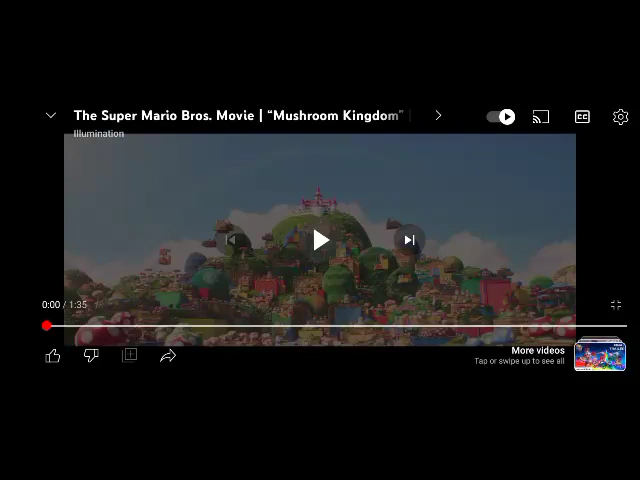 The Super Mario Bros. Movie | “Mushroom Kingdom”
Illumination
CC
0:00 / 1:35
More videos
Tap or swipe up to see all